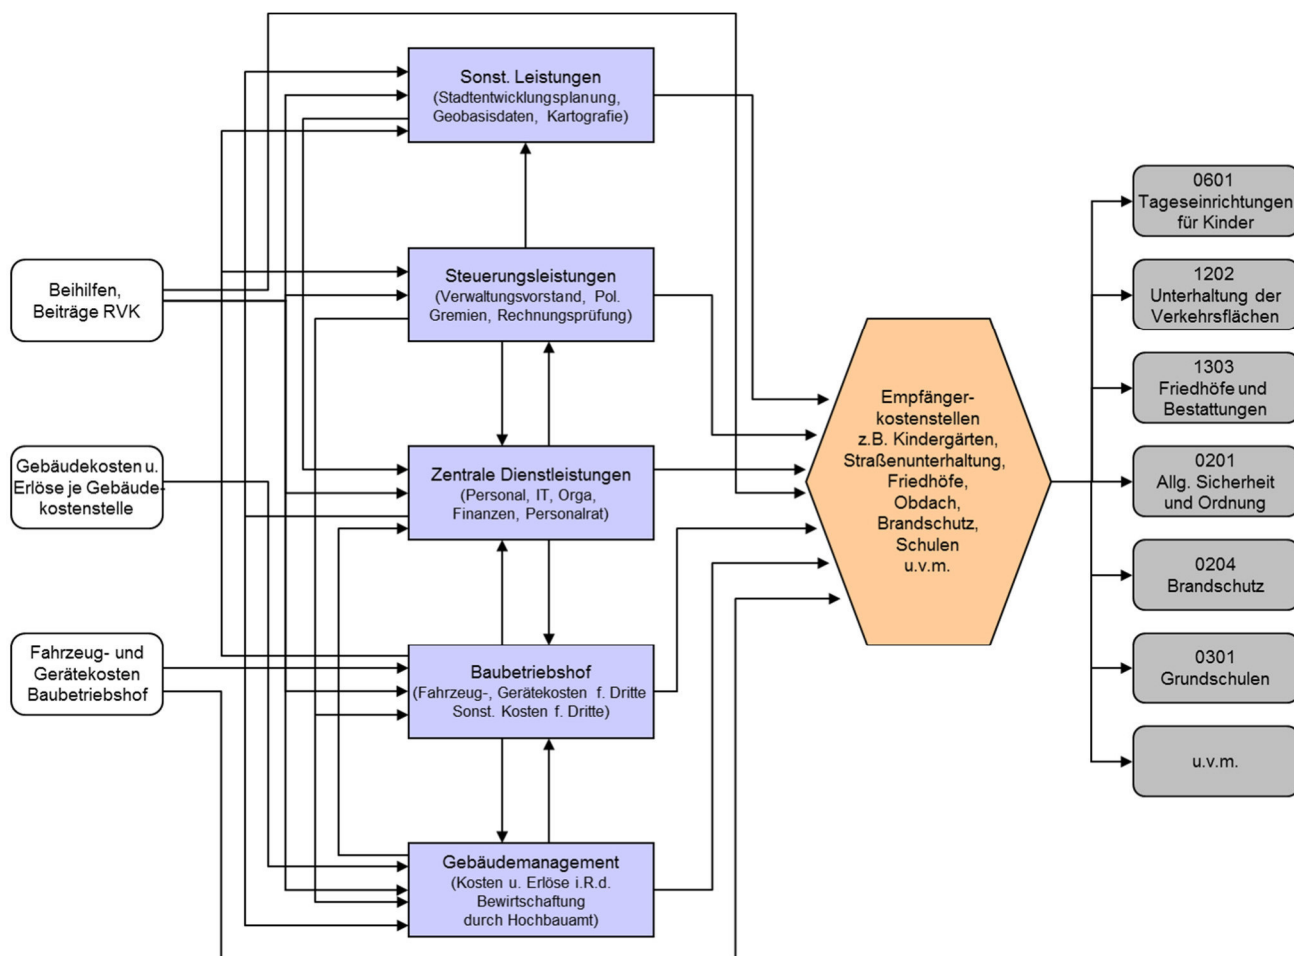 Beihilfen,
Beiträge RVK
Gebäudekosten u.
Erlöse je Gebäude-
kostenstelle
Fahrzeug- und
Gerätekosten
Baubetriebshof
Sonst. Leistungen
(Stadtentwicklungsplanung,
Geobasisdaten, Kartografie)
Steuerungsleistungen
(Verwaltungsvorstand, Pol.
Gremien, Rechnungsprüfung)
Zentrale Dienstleistungen
(Personal, IT, Orga,
Finanzen, Personalrat)
Baubetriebshof
(Fahrzeug-, Gerätekosten f. Dritte
Sonst. Kosten f. Dritte)
Gebäudemanagement
(Kosten u. Erlöse i.R.d.
Bewirtschaftung
durch Hochbauamt)
Empfänger-
kostenstellen
z.B. Kindergärten,
Straßenunterhaltung,
Friedhöfe,
Obdach,
Brandschutz,
Schulen
u.v.m.
0601
Tageseinrichtungen
für Kinder
1202
Unterhaltung der
Verkehrsflächen
1303
Friedhöfe und
Bestattungen
0201
Allg. Sicherheit
und Ordnung
0204
Brandschutz
0301
Grundschulen
u.v.m.